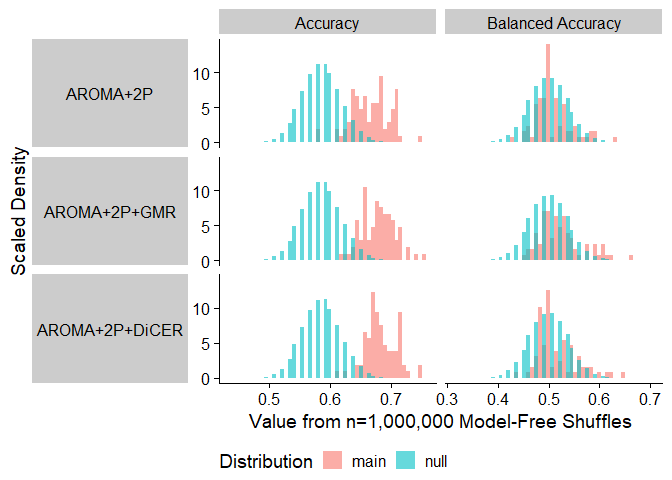 Accuracy
Balanced Accuracy
Scaled Density
AROMA+2P
10
5
0
AROMA+2P+GMR
10
5
0
AROMA+2P+DiCER
10
5
0
0.5 0.6 0.7
0.3 0.4 0.5 0.6 0.7
Value from n=1,000,000 Model-Free Shuffles
Distribution main null